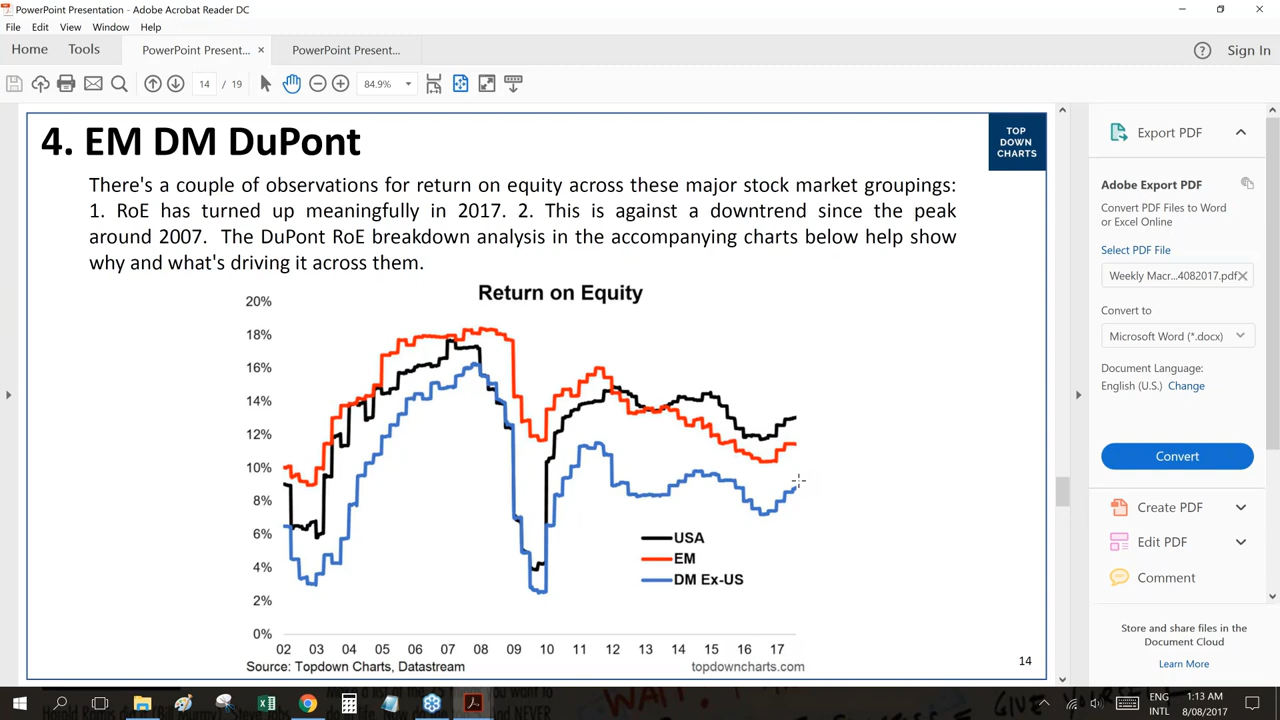 PowerPoint Presentation - Adobe Acrobat Reader DC
File Edit View Window Help
Home Tools PowerPoint Present... × PowerPoint Present... Sign In
14 / 19 84.9%
4. EM DM DuPont
TOP
DOWN
CHARTS
There's a couple of observations for return on equity across these major stock market groupings:
1. RoE has turned up meaningfully in 2017. 2. This is against a downtrend since the peak
around 2007. The DuPont RoE breakdown analysis in the accompanying charts below help show
why and what's driving it across them.
Return on Equity
20%
18%
16%
14%
12%
10%
8%
6%
4%
2%
0%
USA
EM
DM Ex-US
02 03 04 05 06 07 08 09 10 11 12 13 14 15 16 17
Source: Topdown Charts, Datastream
topdowncharts.com
14
Export PDF
Adobe Export PDF
Convert PDF Files to Word
or Excel Online
Select PDF File
Weekly Macr...4082017.pdf
Convert to
Microsoft Word (*.docx)
Document Language:
English (U.S.) Change
Convert
Create PDF
Edit PDF
Comment
Store and share files in the
Document Cloud
Learn More
ENG
INTL
1:13 AM
8/08/2017